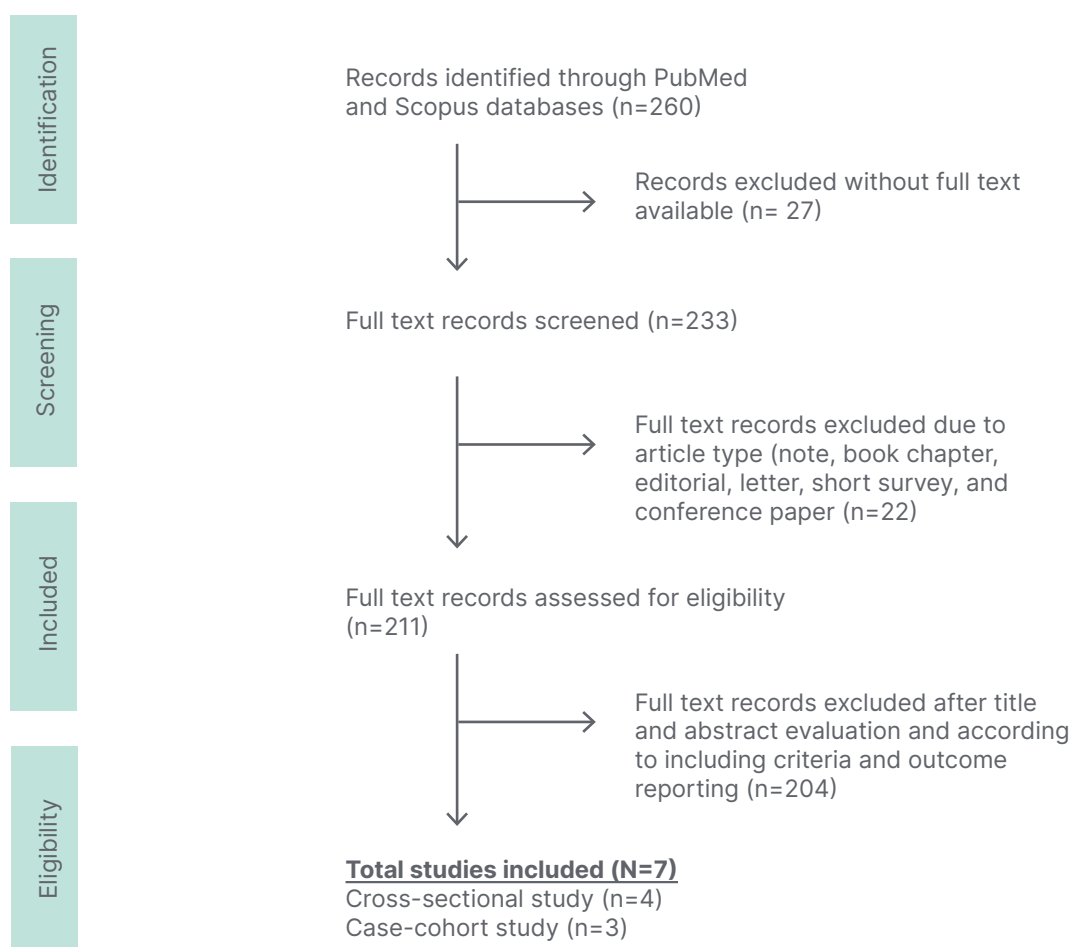 Identification
Records identified through PubMed
and Scopus databases (n=260)
Records excluded without full text
available (n= 27)
Screening
Full text records screened (n=233)
Full text records excluded due to
article type (note, book chapter,
editorial, letter, short survey, and
conference paper (n=22)
Included
Full text records assessed for eligibility
(n=211)
Full text records excluded after title
and abstract evaluation and according
to including criteria and outcome
reporting (n=204)
Eligibility
Total studies included (N=7)
Cross-sectional study (n=4)
Case-cohort study (n=3)